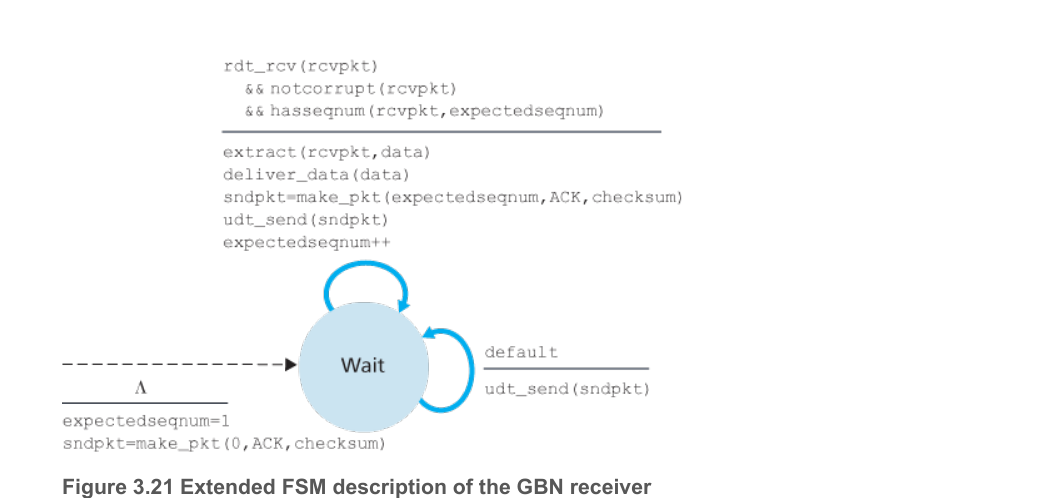 rdt_rcv(rcvpkt)
&& notcorrupt(rcvpkt)
&& hasseqnum(rcvpkt,expectedseqnum)
extract(rcvpkt,data)
deliver_data(data)
sndpkt=make_pkt(expectedseqnum,ACK,checksum)
udt_send(sndpkt)
expectedseqnum++
Wait
default
udt_send(sndpkt)
Λ
expectedseqnum=1
sndpkt=make_pkt(0,ACK,checksum)
Figure 3.21 Extended FSM description of the GBN receiver